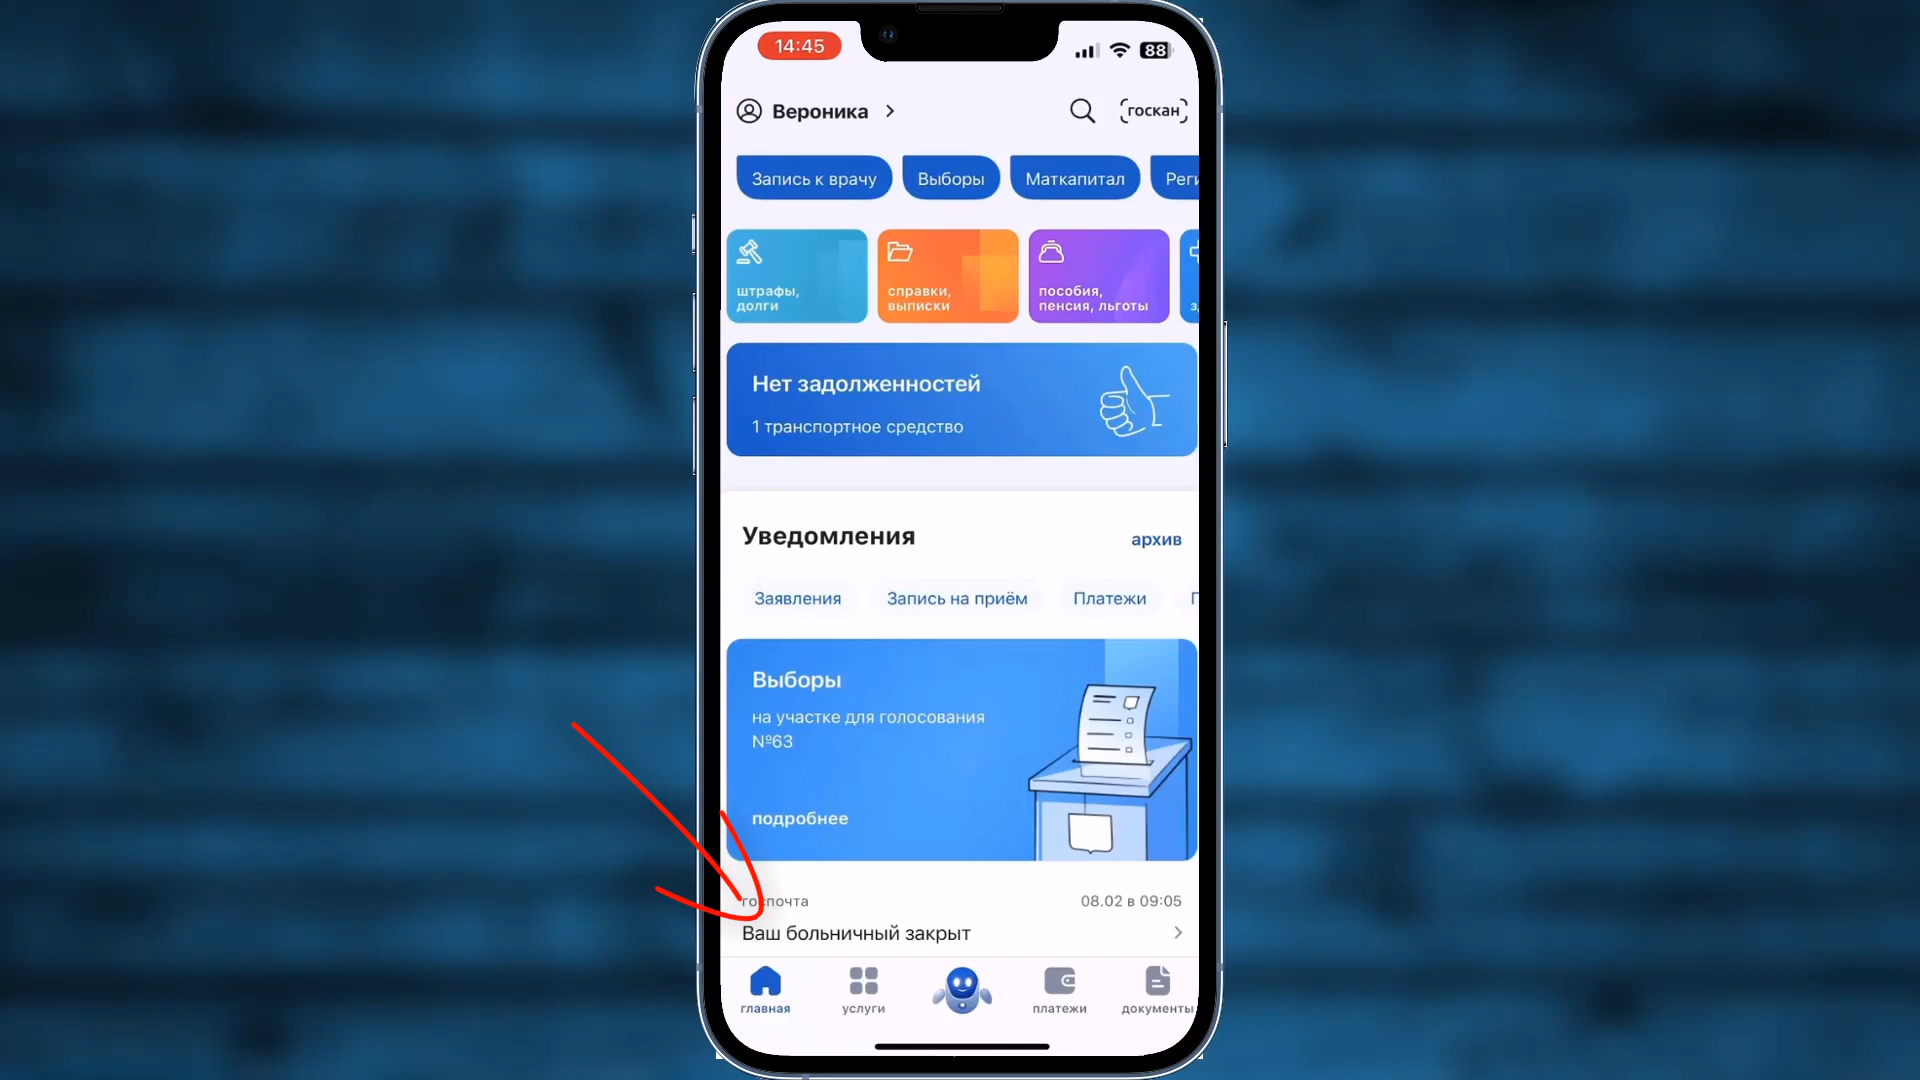 14:45
88
Вероника
госкан
Запись к врачу
Выборы
Маткапитал
штрафы,
долги
справки,
выписки
пособия,
пенсия, льготы
Нет задолженностей
1 транспортное средство
Уведомления
архив
Заявления
Запись на приём
Платежи
Выборы
на участке для голосования
№63
подробнее
госпочта
08.02 в 09:05
Ваш больничный закрыт
главная
услуги
платежи
документы